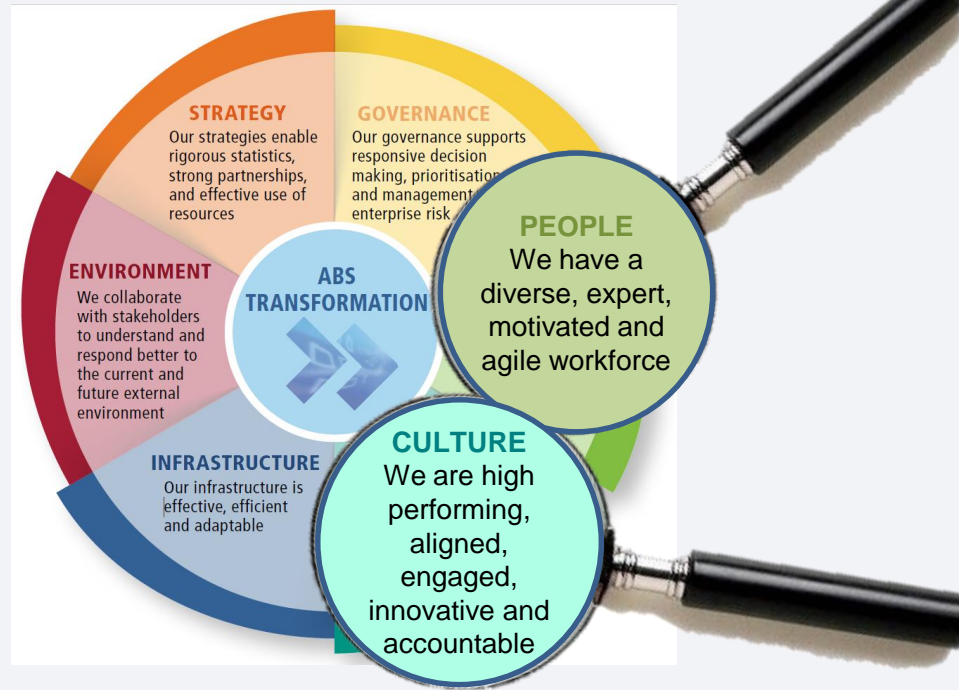 STRATEGY
Our strategies enable
rigorous statistics,
strong partnerships,
and effective use of
resources
GOVERNANCE
Our governance supports
responsive decision
making, prioritisation
and management
enterprise risk
PEOPLE
We have a
diverse, expert,
motivated and
agile workforce
ENVIRONMENT
We collaborate
with stakeholders
to understand and
respond better to
the current and
future external
environment
ABS
TRANSFORMATION
INFRASTRUCTURE
Our infrastructure is
effective, efficient
and adaptable
CULTURE
We are high
performing,
aligned,
engaged,
innovative and
accountable